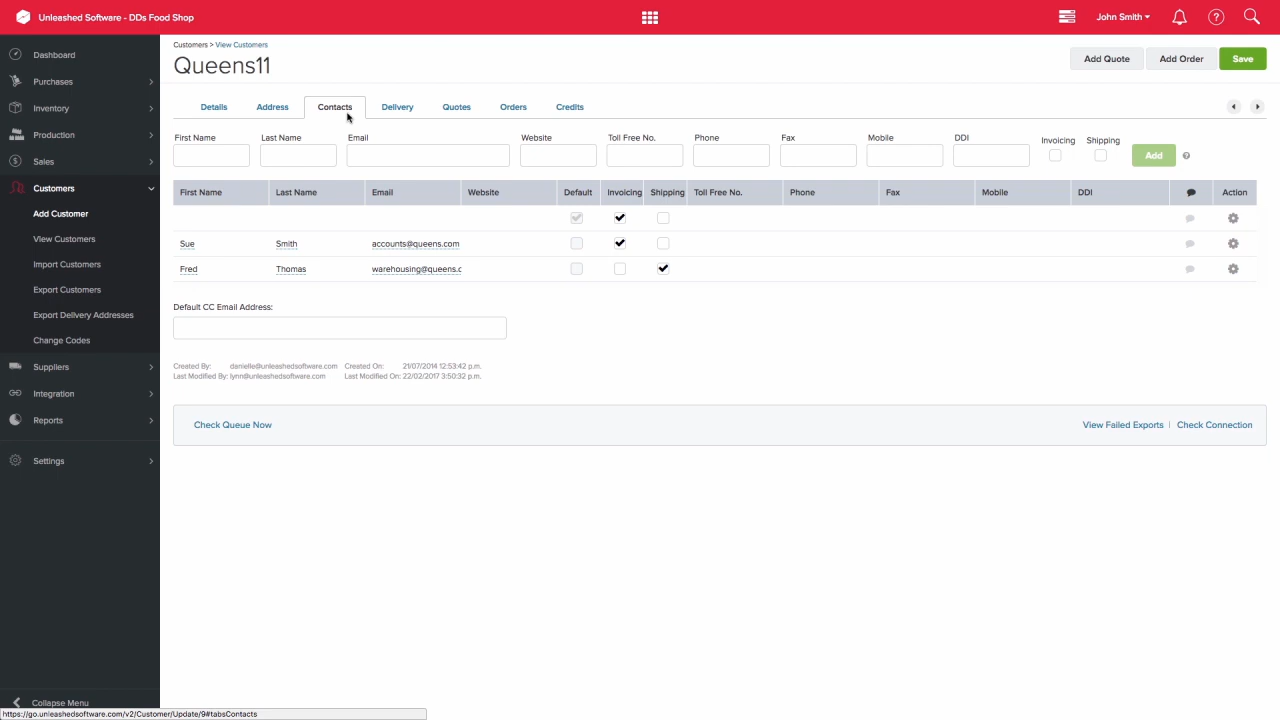 Unleashed Software - DDs Food Shop
John Smith
Dashboard
Purchases
Inventory
Production
Sales
Customers
Add Customer
View Customers
Import Customers
Export Customers
Export Delivery Addresses
Change Codes
Suppliers
Integration
Reports
Settings
Collapse Menu
Customers > View Customers
Queens11
Add Quote
Add Order
Save
Details Address Contacts Delivery Quotes Orders Credits
First Name Last Name Email Website Toll Free No. Phone Fax Mobile DDI Invoicing Shipping
Add
First Name Last Name Email Website Default Invoicing Shipping Toll Free No. Phone Fax Mobile DDI Action
Sue Smith accounts@queens.com
Fred Thomas warehousing@queens.c
Default CC Email Address:
Created By: danielle@unleashedsoftware.com Created On: 21/07/2014 12:53:42 p.m.
Last Modified By: lynn@unleashedsoftware.com Last Modified On: 22/02/2017 3:50:32 p.m.
Check Queue Now
View Failed Exports | Check Connection
https://go.unleashedsoftware.com/v2/Customer/Update/9#tabsContacts